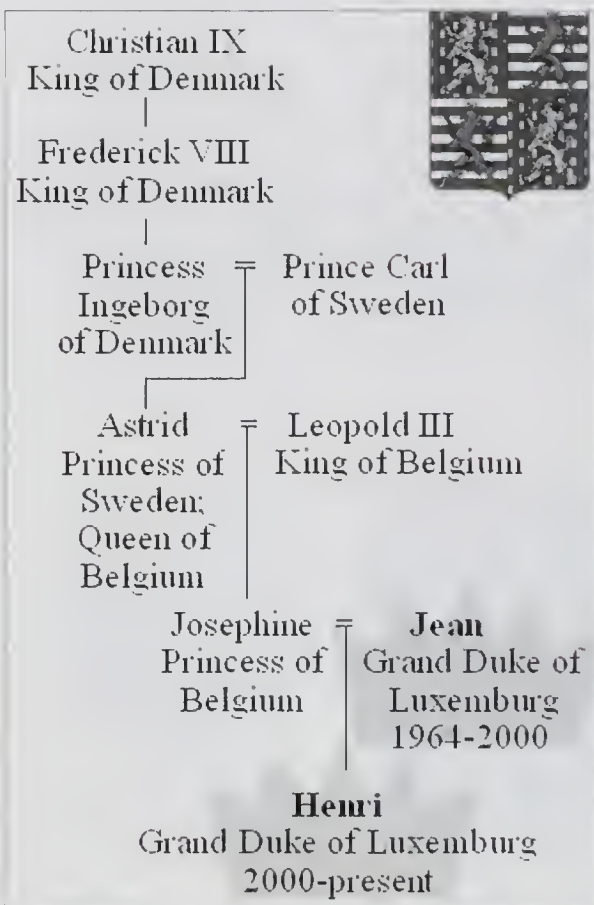 Christian IX
King of Denmark
Frederick VIII
King of Denmark
Princess = Prince Carl
Ingeborg of Sweden
of Denmark
Astrid = Leopold III
Princess of King of Belgium
Sweden;
Queen of
Belgium
Josephine = Jean
Princess of Grand Duke of
Belgium Luxemburg
1964-2000
Henri
Grand Duke of Luxemburg
2000-present